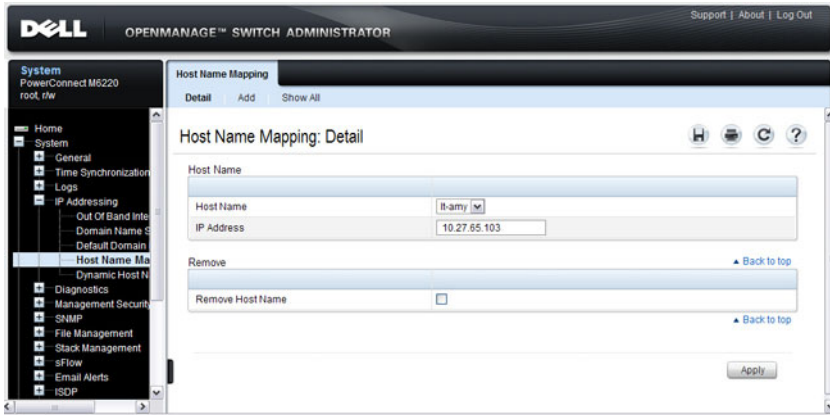 Support | About | Log Out
DELL
OPENMANAGE™ SWITCH ADMINISTRATOR
System
PowerConnect M6220
root, r/w
Home
System
General
Time Synchronization
Logs
IP Addressing
Out Of Band Inte
Domain Name S
Default Domain
Host Name Ma
Dynamic Host N
Diagnostics
Management Security
SNMP
File Management
Stack Management
sFlow
Email Alerts
ISDP
Host Name Mapping
Detail Add Show All
Host Name Mapping: Detail
Host Name
Host Name lt-amy
IP Address 10.27.65.103
Remove Back to top
Remove Host Name
Back to top
Apply